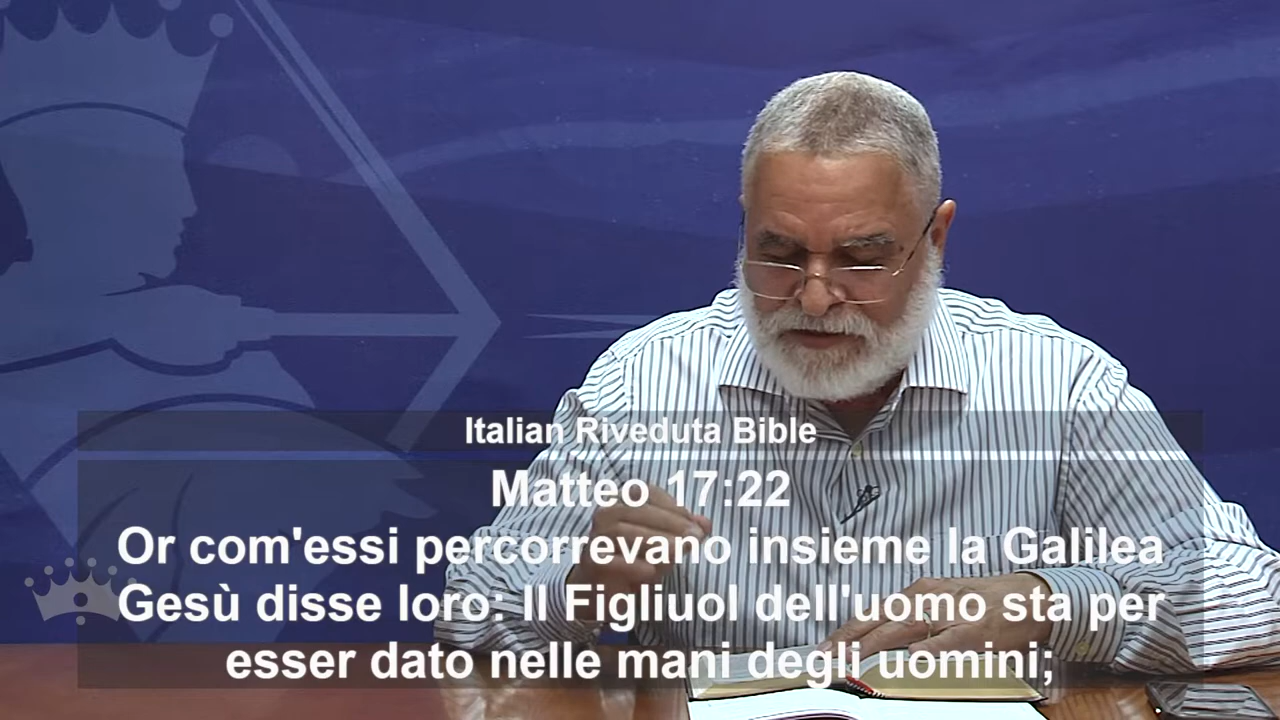 Italian Riveduta Bible
Matteo 17:22
Or com'essi percorrevano insieme la Galilea
Gesù disse loro: Il Figliuol dell'uomo sta per
esser dato nelle mani degli uomini;